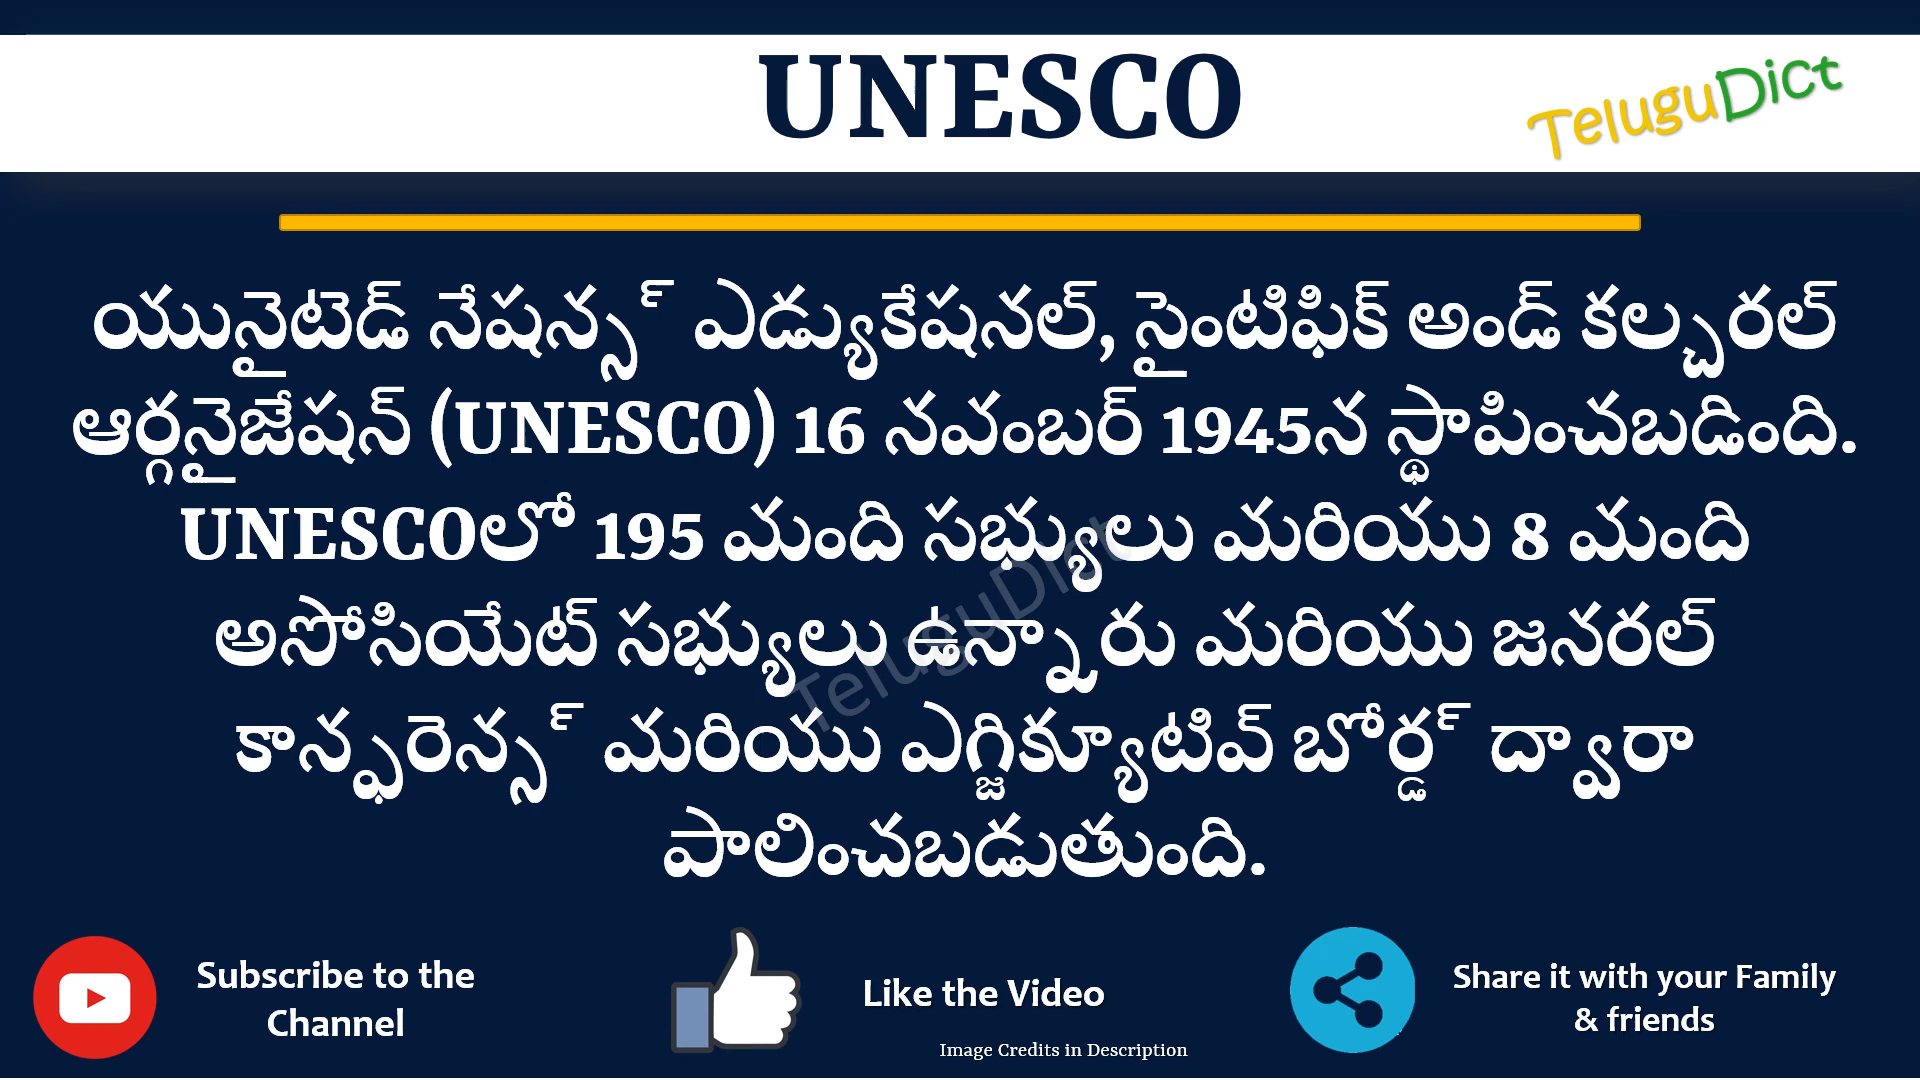 UNESCO
TeluguDict
యునైటెడ్ నేషన్స్ ఎడ్యుకేషనల్, సైంటిఫిక్ అండ్ కల్చరల్
ఆర్గనైజేషన్ (UNESCO) 16 నవంబర్ 1945న స్థాపించబడింది.
UNESCOలో 195 మంది సభ్యులు మరియు 8 మంది
అసోసియేట్ సభ్యులు ఉన్నారు మరియు జనరల్
కాన్ఫరెన్స్ మరియు ఎగ్జిక్యూటివ్ బోర్డ్ ద్వారా
పాలించబడుతుంది.
TeluguDict
Subscribe to the
Channel
Like the Video
Share it with your Family
& friends
Image Credits in Description